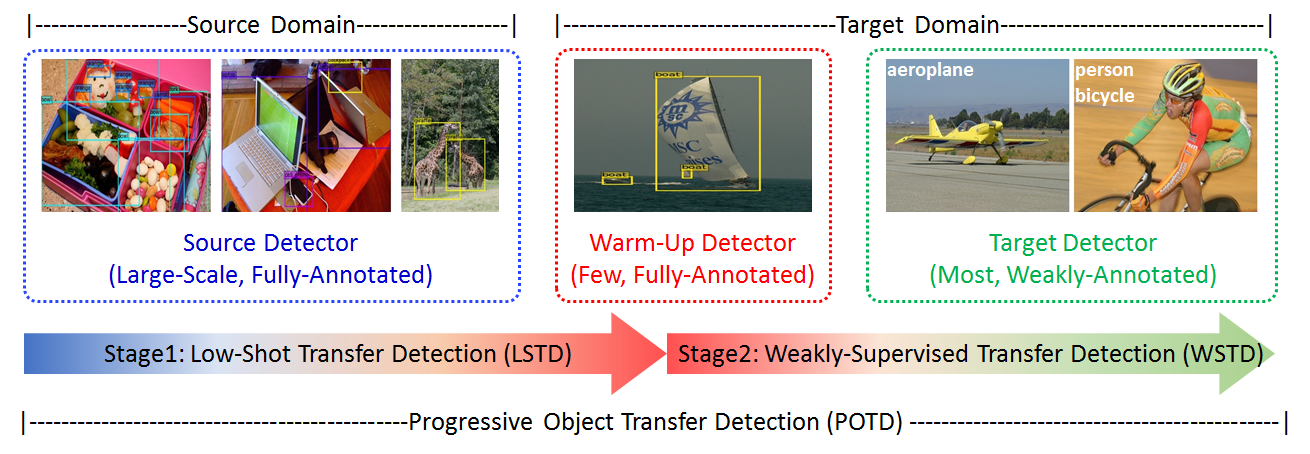 |-------------------Source Domain-------------------|
|----------------------------------Target Domain---------------------------------|
orange
boat
boat
boat
msc
MSC
aeroplane
person
bicycle
Source Detector
(Large-Scale, Fully-Annotated)
Warm-Up Detector
(Few, Fully-Annotated)
Target Detector
(Most, Weakly-Annotated)
Stage1: Low-Shot Transfer Detection (LSTD)
Stage2: Weakly-Supervised Transfer Detection (WSTD)
|------------------------------------------------Progressive Object Transfer Detection (POTD) -----------------------------------------------|